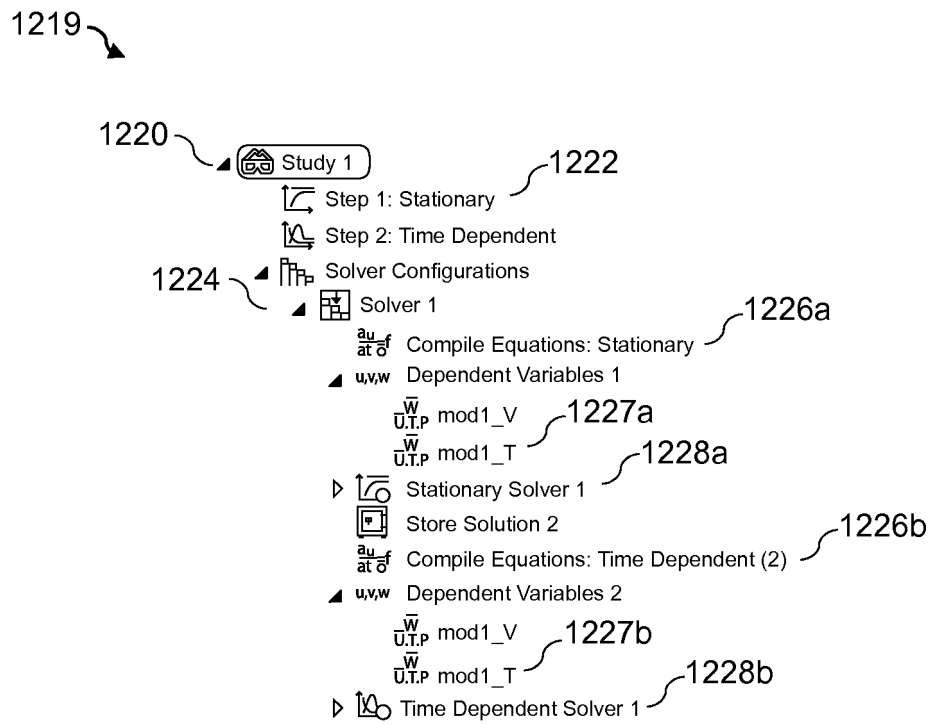 1219
1220
Study 1
1222
Step 1: Stationary
Step 2: Time Dependent
Solver Configurations
1224
Solver 1
1226a
Compile Equations: Stationary
u,v,w Dependent Variables 1
U.T.P mod1_V
1227a
U.T.P mod1_T
1228a
Stationary Solver 1
Store Solution 2
1226b
Compile Equations: Time Dependent (2)
u,v,w Dependent Variables 2
U.T.P mod1_V
1227b
U.T.P mod1_T
1228b
Time Dependent Solver 1